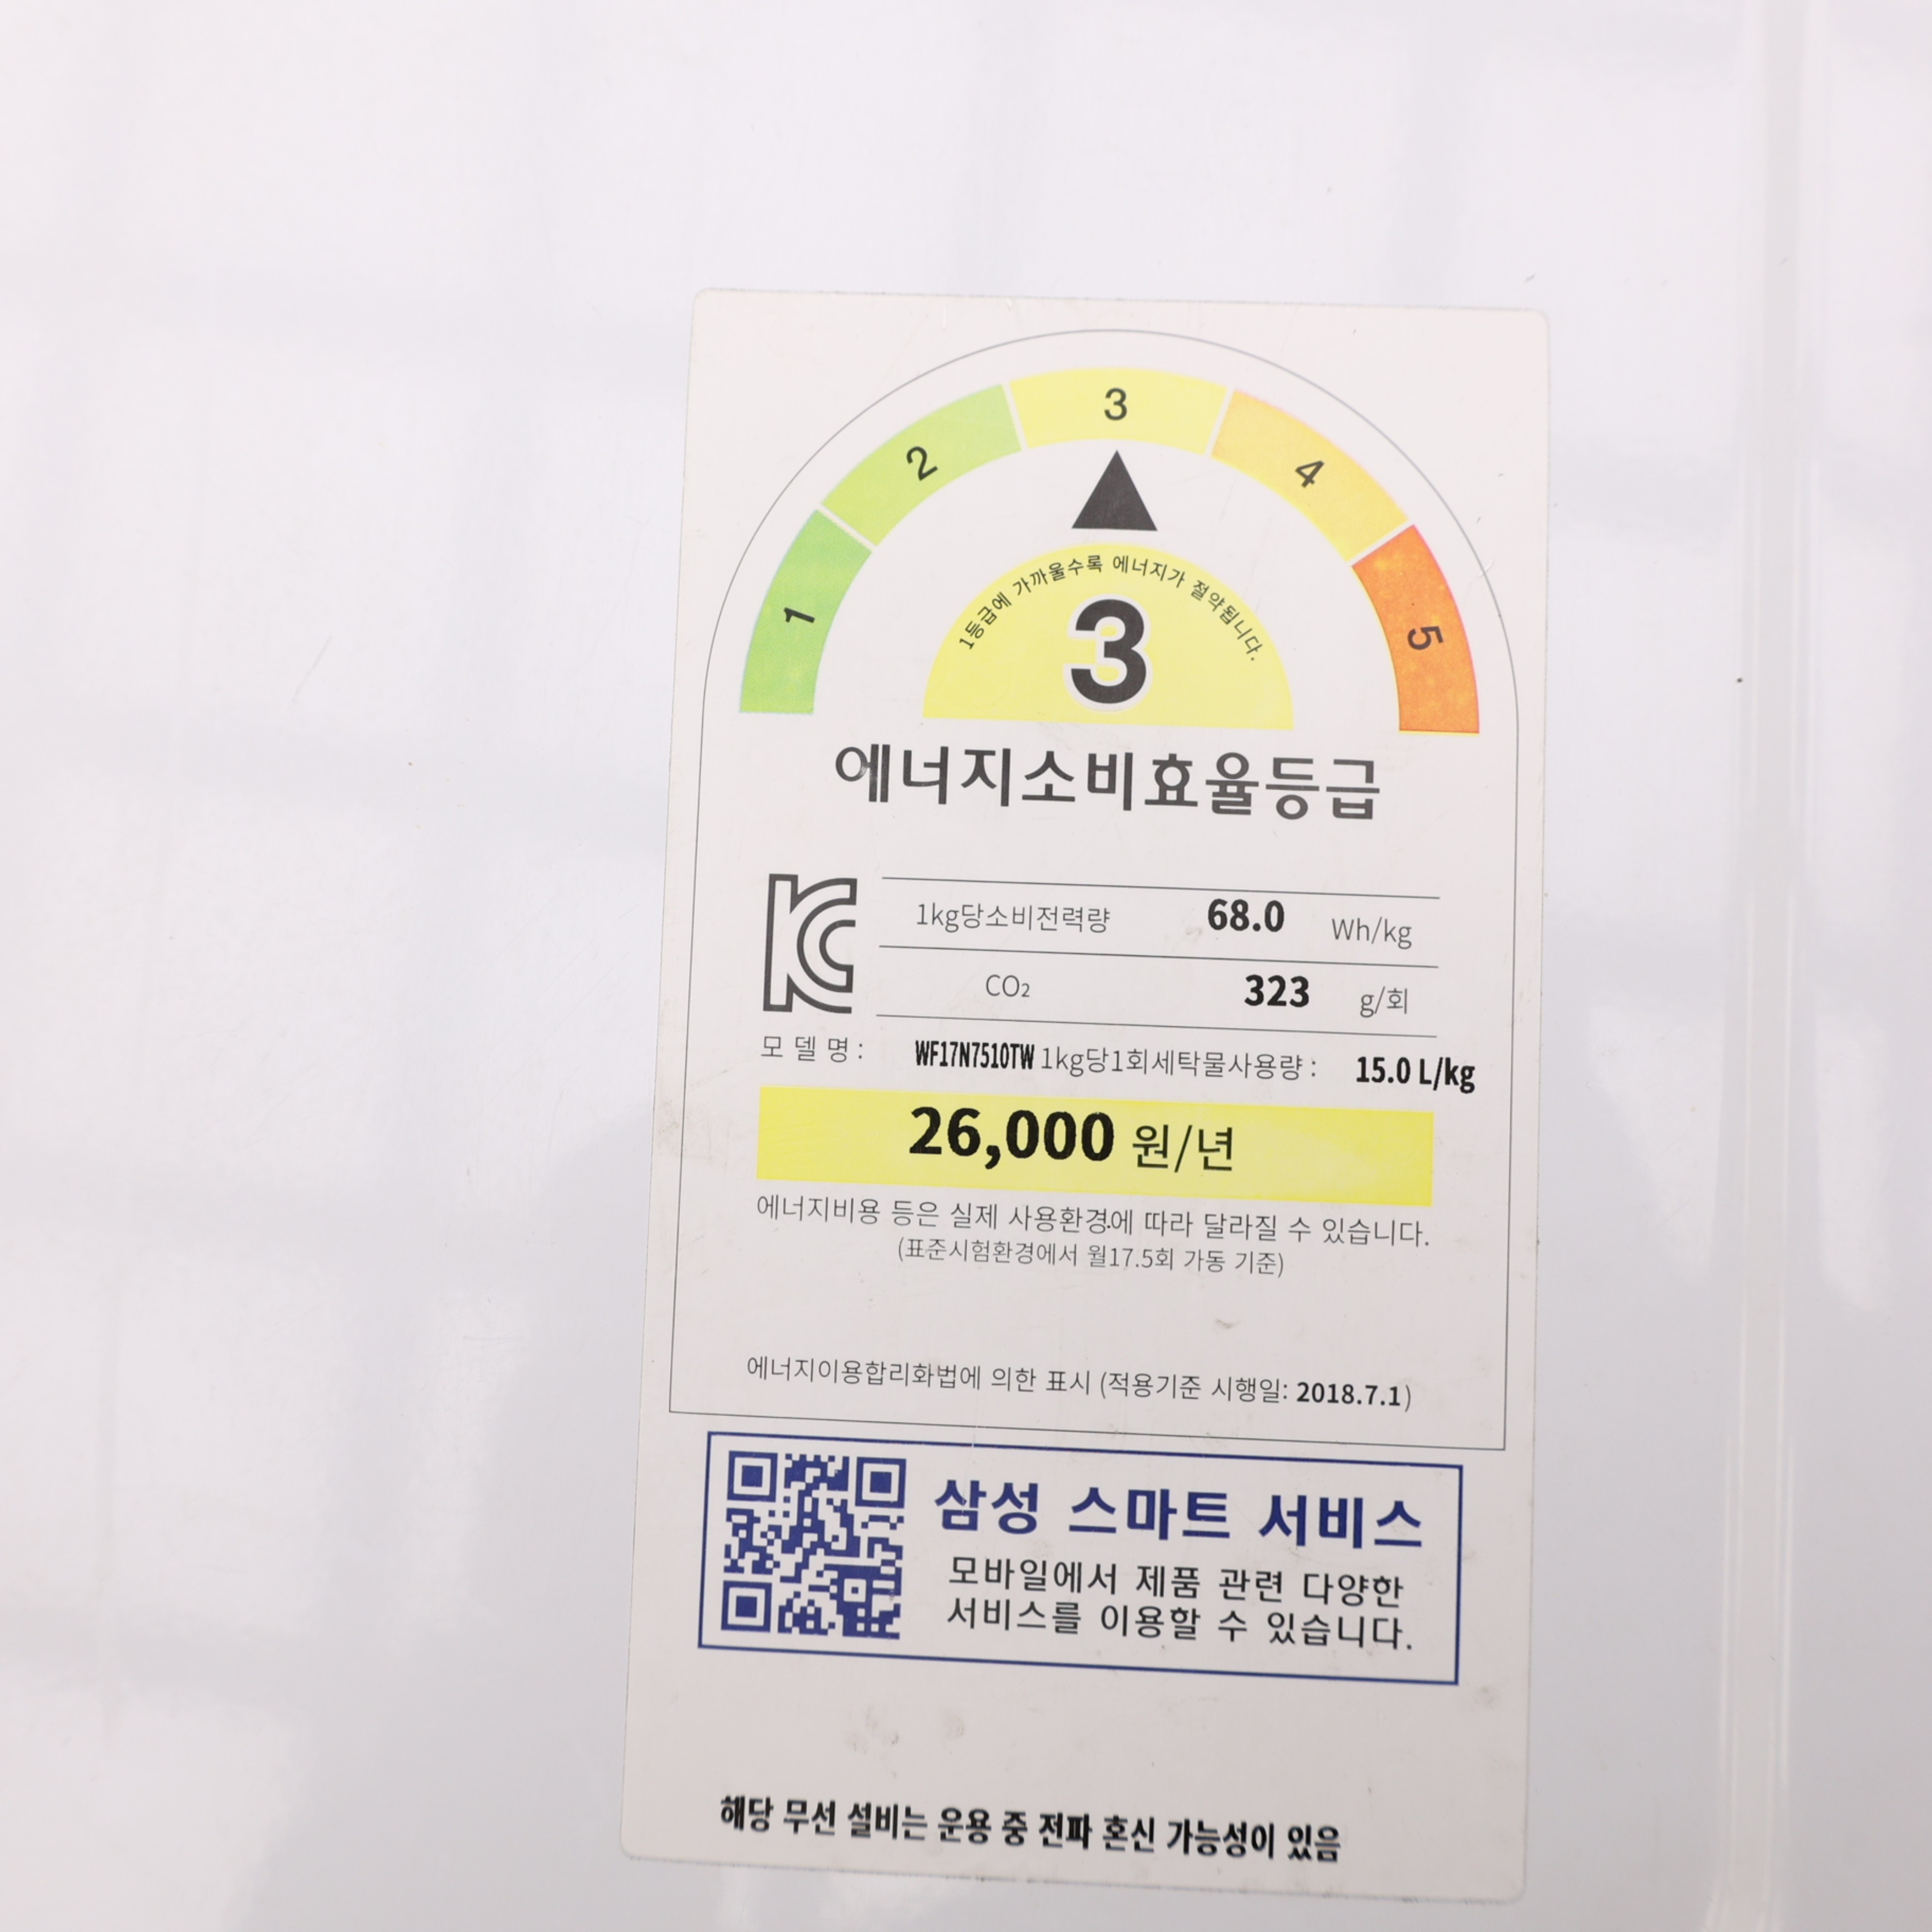 1
2
3
4
5
1등급에 가까울수록 에너지가 절약됩니다.
3
에너지소비효율등급
1kg당소비전력량 68.0 Wh/kg
CO₂ 323 g/회
모 델 명 : WF17N7510TW 1kg당1회세탁물사용량 : 15.0 L/kg
26,000 원/년
에너지비용 등은 실제 사용환경에 따라 달라질 수 있습니다.
(표준시험환경에서 월17.5회 가동 기준)
에너지이용합리화법에 의한 표시 (적용기준 시행일: 2018.7.1)
삼성 스마트 서비스
모바일에서 제품 관련 다양한
서비스를 이용할 수 있습니다.
해당 무선 설비는 운용 중 전파 혼신 가능성이 있음